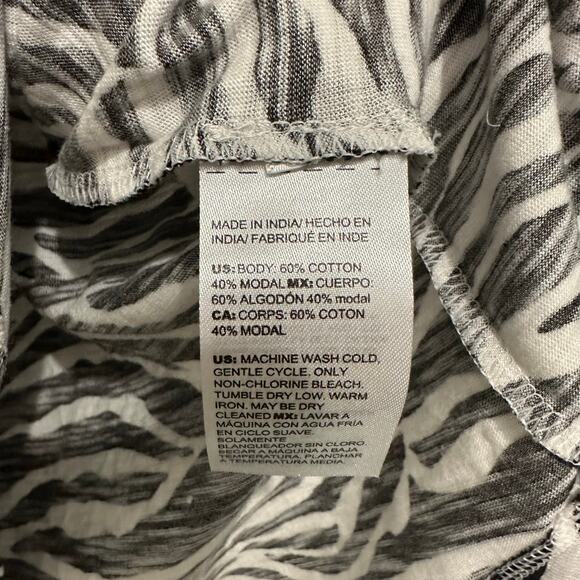 MADE IN INDIA/ HECHO EN
INDIA/ FABRIQUÉ EN INDE
US: BODY: 60% COTTON
40% MODAL MX: CUERPO:
60% ALGODÓN 40% modal
CA: CORPS: 60% COTON
40% MODAL
US: MACHINE WASH COLD,
GENTLE CYCLE. ONLY
NON-CHLORINE BLEACH.
TUMBLE DRY LOW. WARM
IRON. MAY BE DRY
CLEANED MX: LAVAR A
MÁQUINA CON AGUA FRÍA
EN CICLO SUAVE.
SOLAMENTE
BLANQUEADOR SIN CLORO.
SECAR A MÁQUINA A BAJA
TEMPERATURA. PLANCHAR
A TEMPERATURA MEDIA.